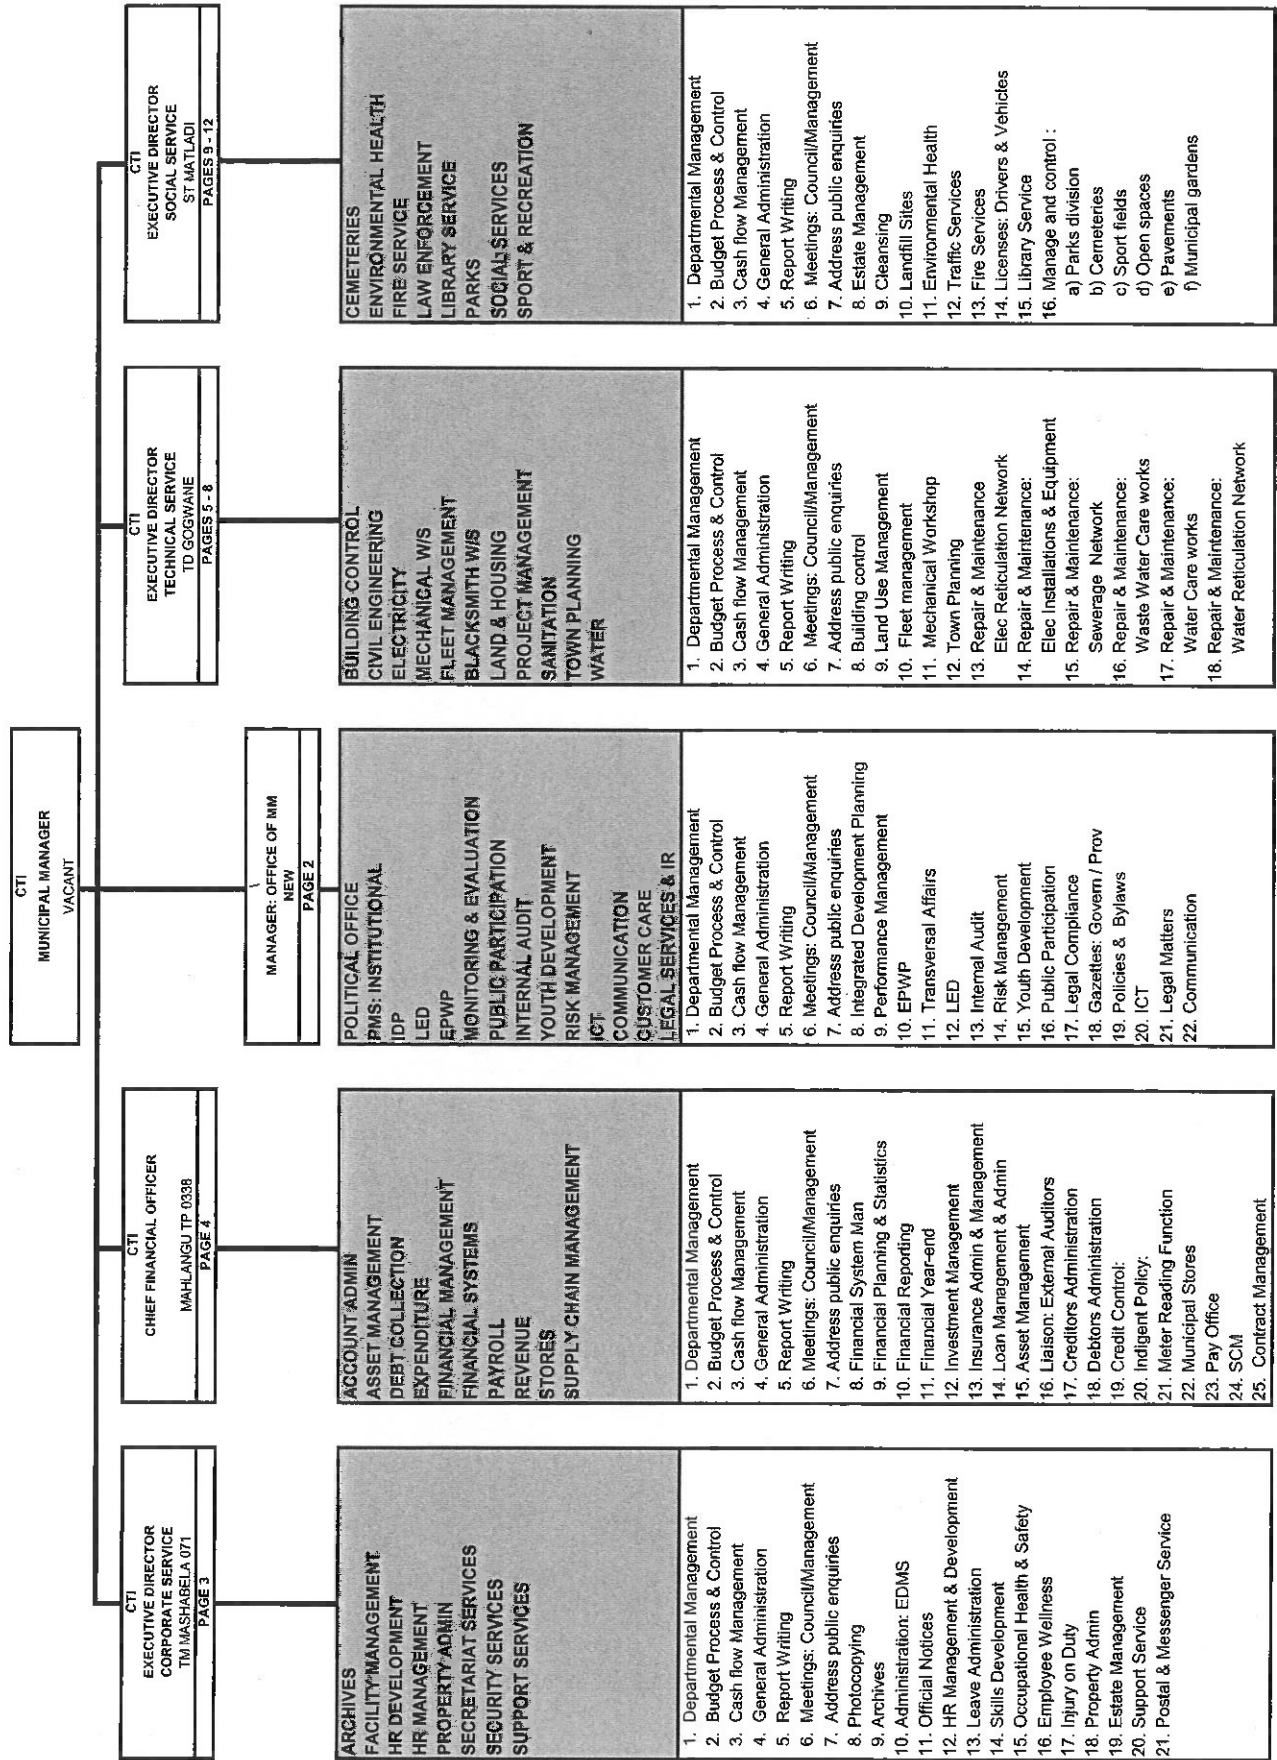 CTI
MUNICIPAL MANAGER
VACANT
CTI
EXECUTIVE DIRECTOR
CORPORATE SERVICE
TM MASHABELA 071
PAGE 3
ARCHIVES
FACILITY MANAGEMENT
HR DEVELOPMENT
HR MANAGEMENT
PROPERTY ADMIN
SECRETARIAT SERVICES
SECURITY SERVICES
SUPPORT SERVICES
1. Departmental Management
2. Budget Process & Control
3. Cash flow Management
4. General Administration
5. Report Writing
6. Meetings: Council/Management
7. Address public enquiries
8. Photocopying
9. Archives
10. Administration: EDMS
11. Official Notices
12. HR Management & Development
13. Leave Administration
14. Skills Development
15. Occupational Health & Safety
16. Employee Wellness
17. Injury on Duty
18. Property Admin
19. Estate Management
20. Support Service
21. Postal & Messenger Service
CTI
CHIEF FINANCIAL OFFICER
MAHLANGU TP 0338
PAGE 4
ACCOUNT ADMIN
ASSET MANAGEMENT
DEBT COLLECTION
EXPENDITURE
FINANCIAL MANAGEMENT
FINANCIAL SYSTEMS
PAYROLL
REVENUE
STORES
SUPPLY CHAIN MANAGEMENT
1. Departmental Management
2. Budget Process & Control
3. Cash flow Management
4. General Administration
5. Report Writing
6. Meetings: Council/Management
7. Address public enquiries
8. Financial System Man
9. Financial Planning & Statistics
10. Financial Reporting
11. Financial Year-end
12. Investment Management
13. Insurance Admin & Management
14. Loan Management & Admin
15. Asset Management
16. Liaison: External Auditors
17. Creditors Administration
18. Debtors Administration
19. Credit Control:
20. Indigent Policy:
21. Meter Reading Function
22. Municipal Stores
23. Pay Office
24. SCM
25. Contract Management
MANAGER: OFFICE OF MM
NEW
PAGE 2
POLITICAL OFFICE
PMS: INSTITUTIONAL
IDP
LED
EPWP
MONITORING & EVALUATION
PUBLIC PARTICIPATION
INTERNAL AUDIT
YOUTH DEVELOPMENT
RISK MANAGEMENT
ICT
COMMUNICATION
CUSTOMER CARE
LEGAL SERVICES & IR
1. Departmental Management
2. Budget Process & Control
3. Cash flow Management
4. General Administration
5. Report Writing
6. Meetings: Council/Management
7. Address public enquiries
8. Integrated Development Planning
9. Performance Management
10. EPWP
11. Transversal Affairs
12. LED
13. Internal Audit
14. Risk Management
15. Youth Development
16. Public Participation
17. Legal Compliance
18. Gazettes: Govern / Prov
19. Policies & Bylaws
20. ICT
21. Legal Matters
22. Communication
CTI
EXECUTIVE DIRECTOR
TECHNICAL SERVICE
TD GOGWANE
PAGES 5 - 8
BUILDING CONTROL
CIVIL ENGINEERING
ELECTRICITY
MECHANICAL W/S
FLEET MANAGEMENT
BLACKSMITH W/S
LAND & HOUSING
PROJECT MANAGEMENT
SANITATION
TOWN PLANNING
WATER
1. Departmental Management
2. Budget Process & Control
3. Cash flow Management
4. General Administration
5. Report Writing
6. Meetings: Council/Management
7. Address public enquiries
8. Building control
9. Land Use Management
10. Fleet management
11. Mechanical Workshop
12. Town Planning
13. Repair & Maintenance
Elec Reticulation Network
14. Repair & Maintenance:
Elec Installations & Equipment
15. Repair & Maintenance:
Sewerage Network
16. Repair & Maintenance:
Waste Water Care works
17. Repair & Maintenance:
Water Care works
18. Repair & Maintenance:
Water Reticulation Network
CTI
EXECUTIVE DIRECTOR
SOCIAL SERVICE
ST MATLADI
PAGES 9 - 12
CEMETERIES
ENVIRONMENTAL HEALTH
FIRE SERVICE
LAW ENFORCEMENT
LIBRARY SERVICE
PARKS
SOCIAL SERVICES
SPORT & RECREATION
1. Departmental Management
2. Budget Process & Control
3. Cash flow Management
4. General Administration
5. Report Writing
6. Meetings: Council/Management
7. Address public enquiries
8. Estate Management
9. Cleansing
10. Landfill Sites
11. Environmental Health
12. Traffic Services
13. Fire Services
14. Licenses: Drivers & Vehicles
15. Library Service
16. Manage and control :
a) Parks division
b) Cemeteries
c) Sport fields
d) Open spaces
e) Pavements
f) Municipal gardens